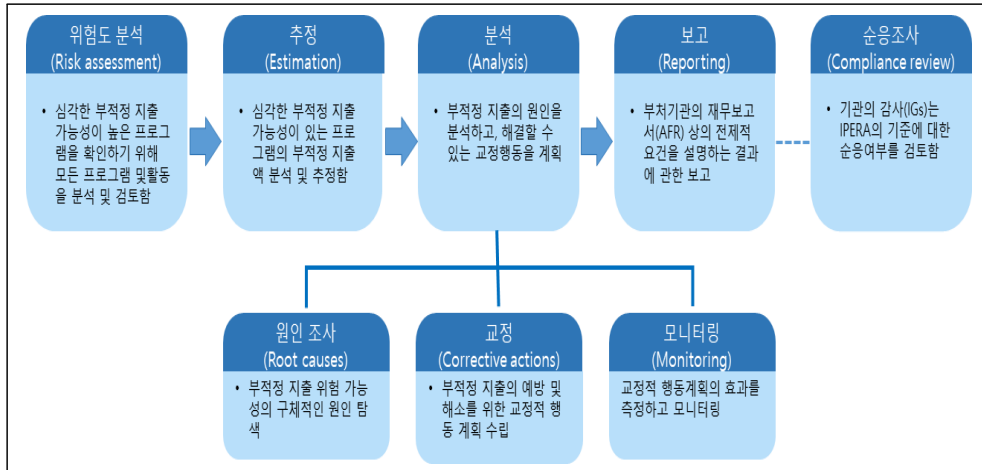 위험도 분석
(Risk assessment)
• 심각한 부적정 지출
가능성이 높은 프로그
램을 확인하기 위해
모든 프로그램 및활동
을 분석 및 검토함
추정
(Estimation)
• 심각한 부적정 지출
가능성이 있는 프로
그램의 부적정 지출
액 분석 및 추정함
분석
(Analysis)
• 부적정 지출의 원인을
분석하고, 해결할 수
있는 교정행동을 계획
보고
(Reporting)
• 부처기관의 재무보고
서(AFR) 상의 전제적
요건을 설명하는 결과
에 관한 보고
순응조사
(Compliance review)
• 기관의 감사(IGs)는
IPERA의 기준에 대한
순응여부를 검토함
원인 조사
(Root causes)
• 부적정 지출 위험 가능
성의 구체적인 원인 탐
색
교정
(Corrective actions)
• 부적정 지출의 예방 및
해소를 위한 교정적 행
동 계획 수립
모니터링
(Monitoring)
교정적 행동계획의 효과를
측정하고 모니터링